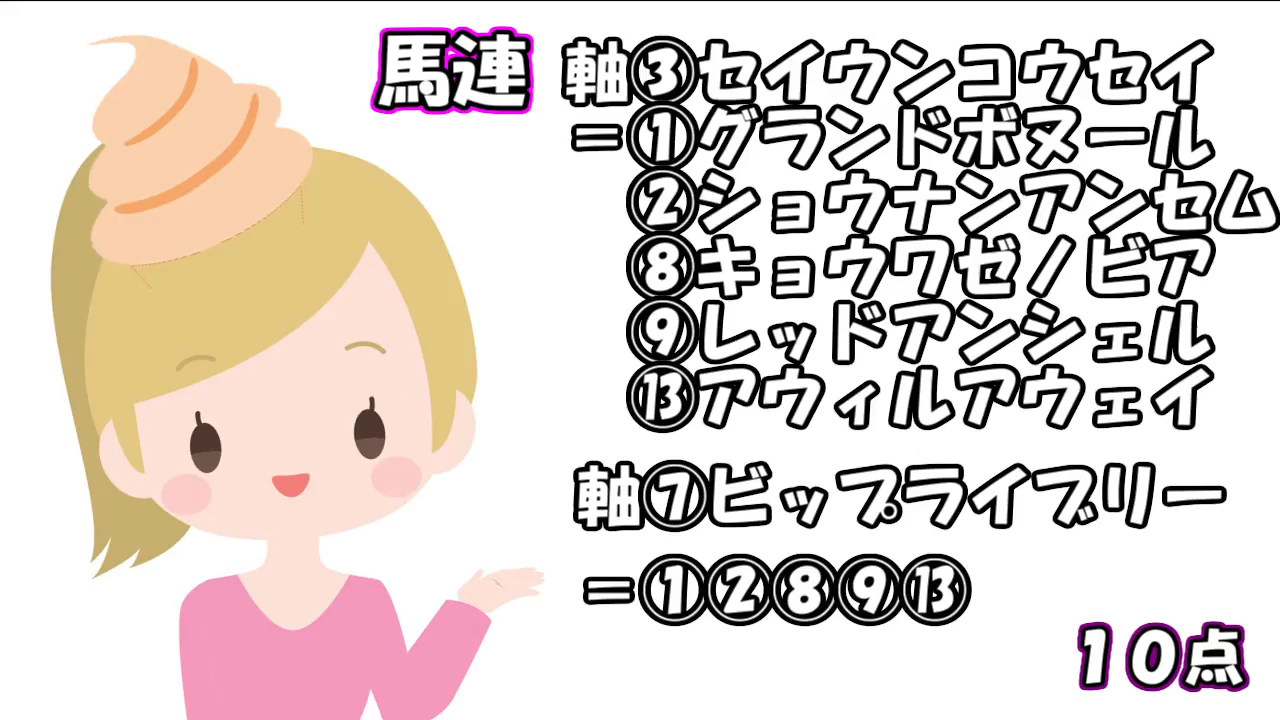 馬連
軸③セイウンコウセイ
＝①グランドボヌール
②ショウナンアンセム
⑧キョウワゼノビア
⑨レッドアンシェル
⑬アウィルアウェイ
軸⑦ビップライブリー
＝①②⑧⑨⑬
１０点